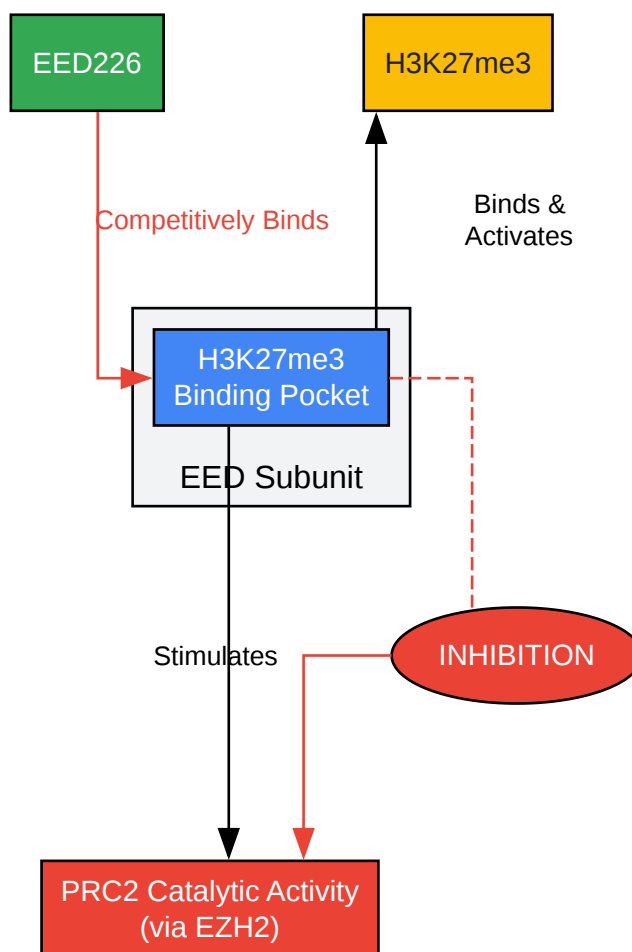 EED226
H3K27me3
Competitively Binds
Binds &
Activates
H3K27me3
Binding Pocket
EED Subunit
Stimulates
INHIBITION
PRC2 Catalytic Activity
(via EZH2)